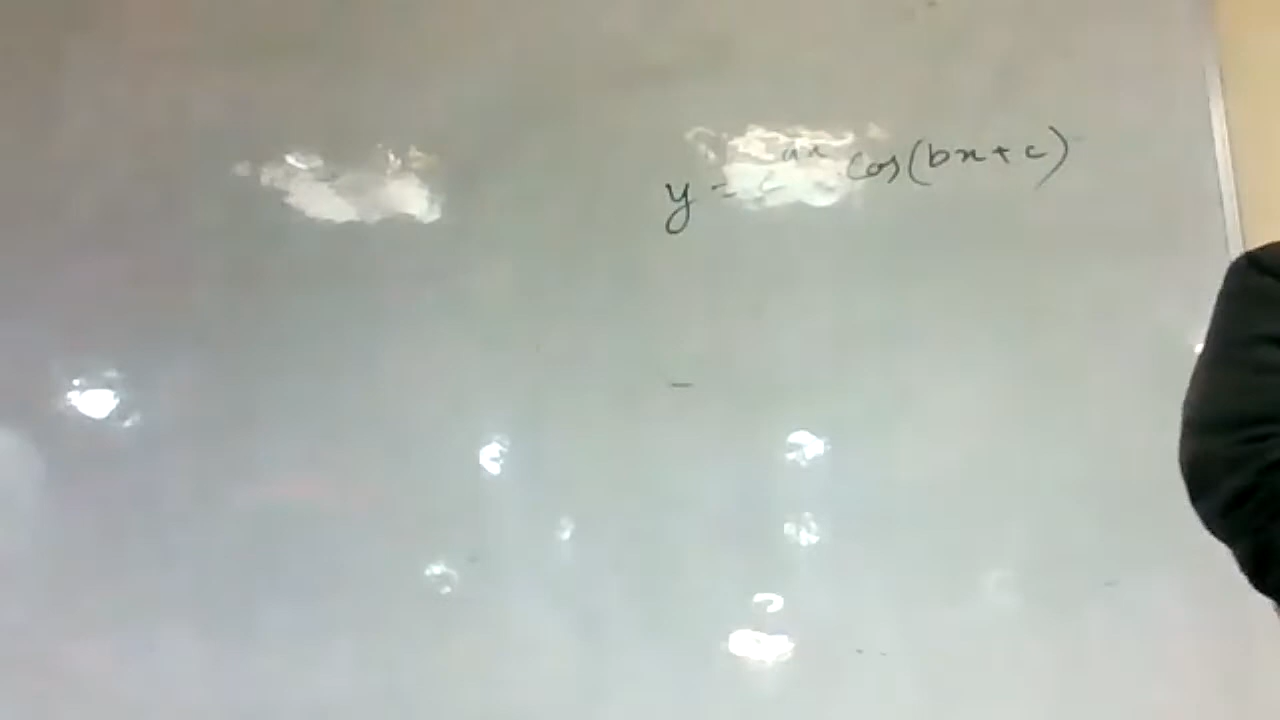 y = e^{ax} cos(bx+c)